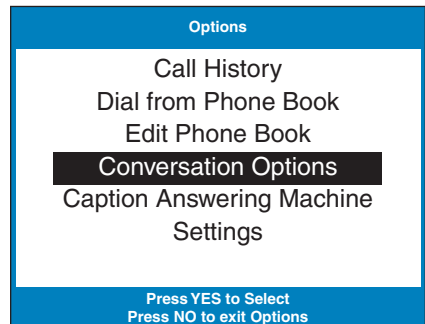 Options
Call History
Dial from Phone Book
Edit Phone Book
Conversation Options
Caption Answering Machine
Settings
Press YES to Select
Press NO to exit Options